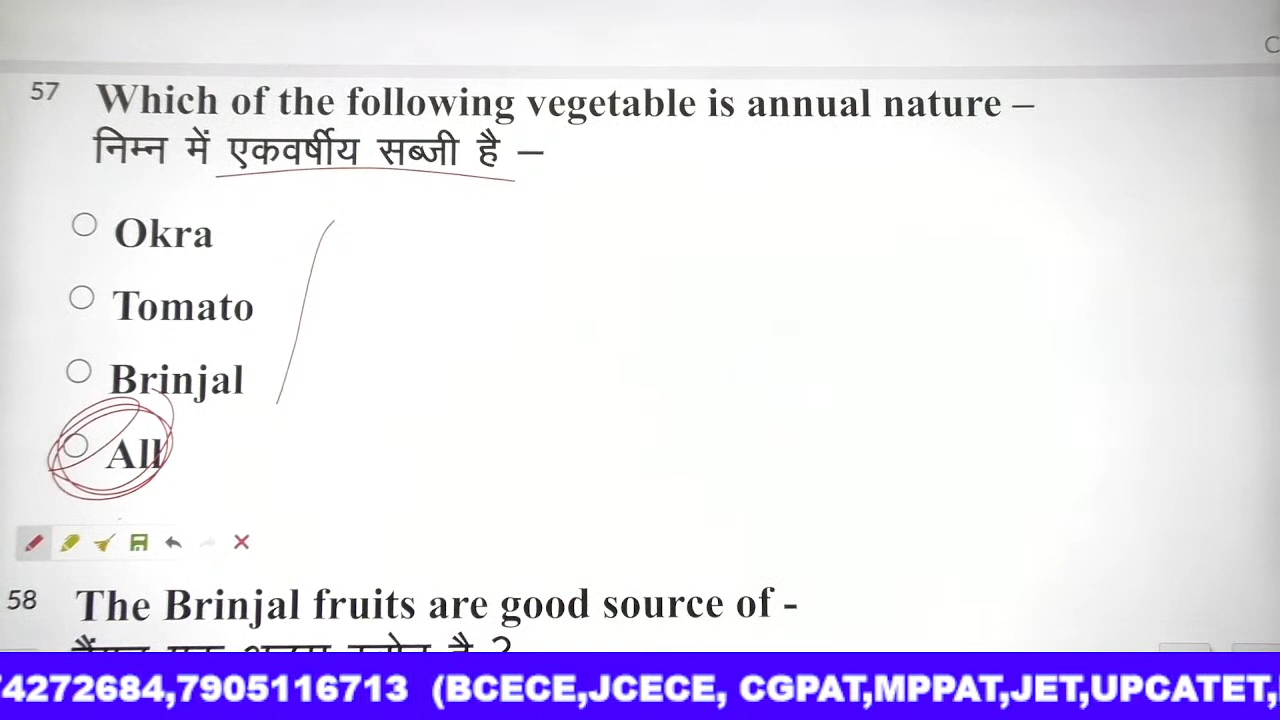 57 Which of the following vegetable is annual nature –
निम्न में एकवर्षीय सब्जी है –
Okra
Tomato
Brinjal
All
58 The Brinjal fruits are good source of -
है ?
74272684,7905116713 (BCECE,JCECE, CGPAT,MPPAT,JET,UPCATET,